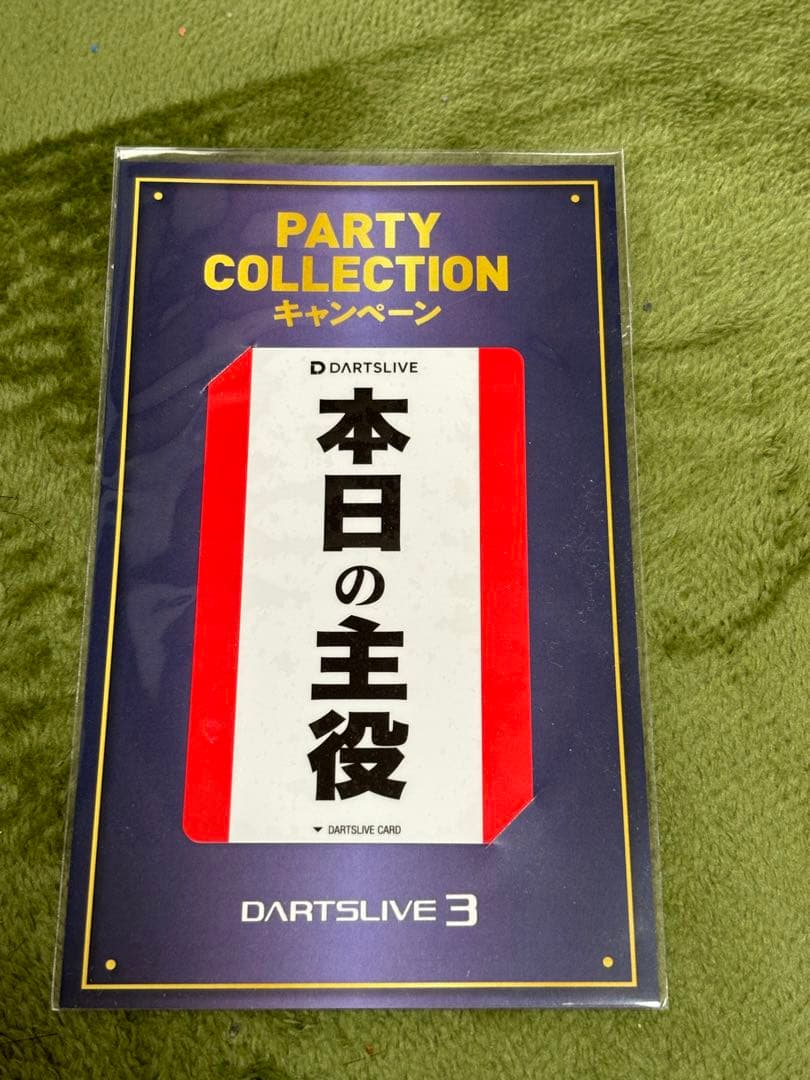 PARTY
COLLECTION
キャンペーン
DARTSLIVE
本日の主役
DARTSLIVE CARD
DARTSLIVE 3